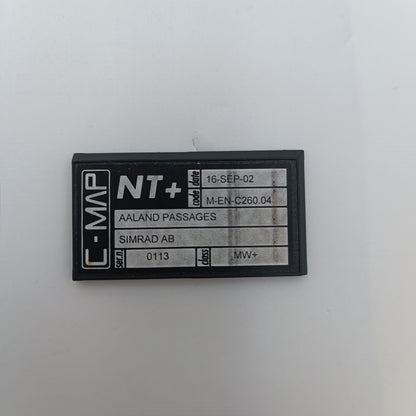 C-MAP
NT+
date 16-SEP-02
code M-EN-C260.04
AALAND PASSAGES
SIMRAD AB
ser.n. 0113 class MW+